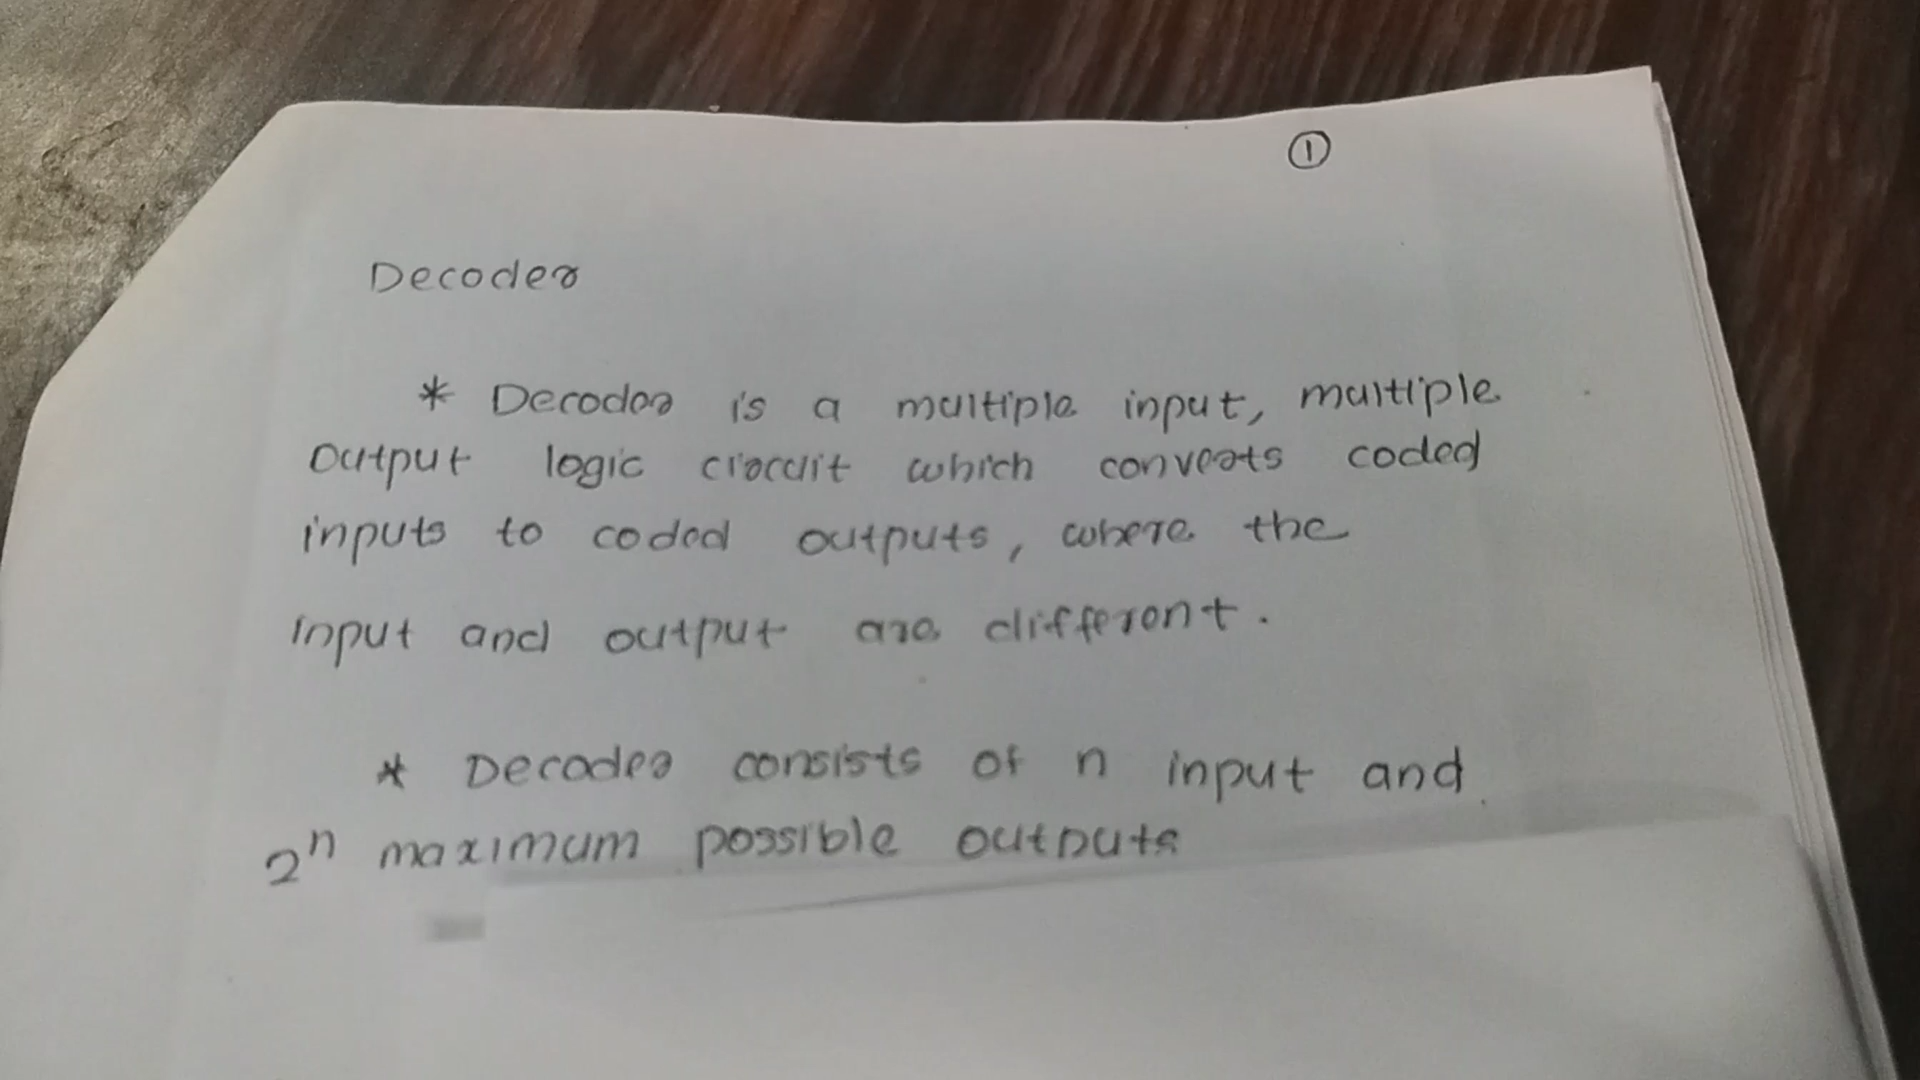 ①
Decoder
* Decoder is a multiple input, multiple
output logic circuit which converts coded
inputs to coded outputs, where the
input and output are different.
* Decoder consists of n input and
2ⁿ maximum possible outputs